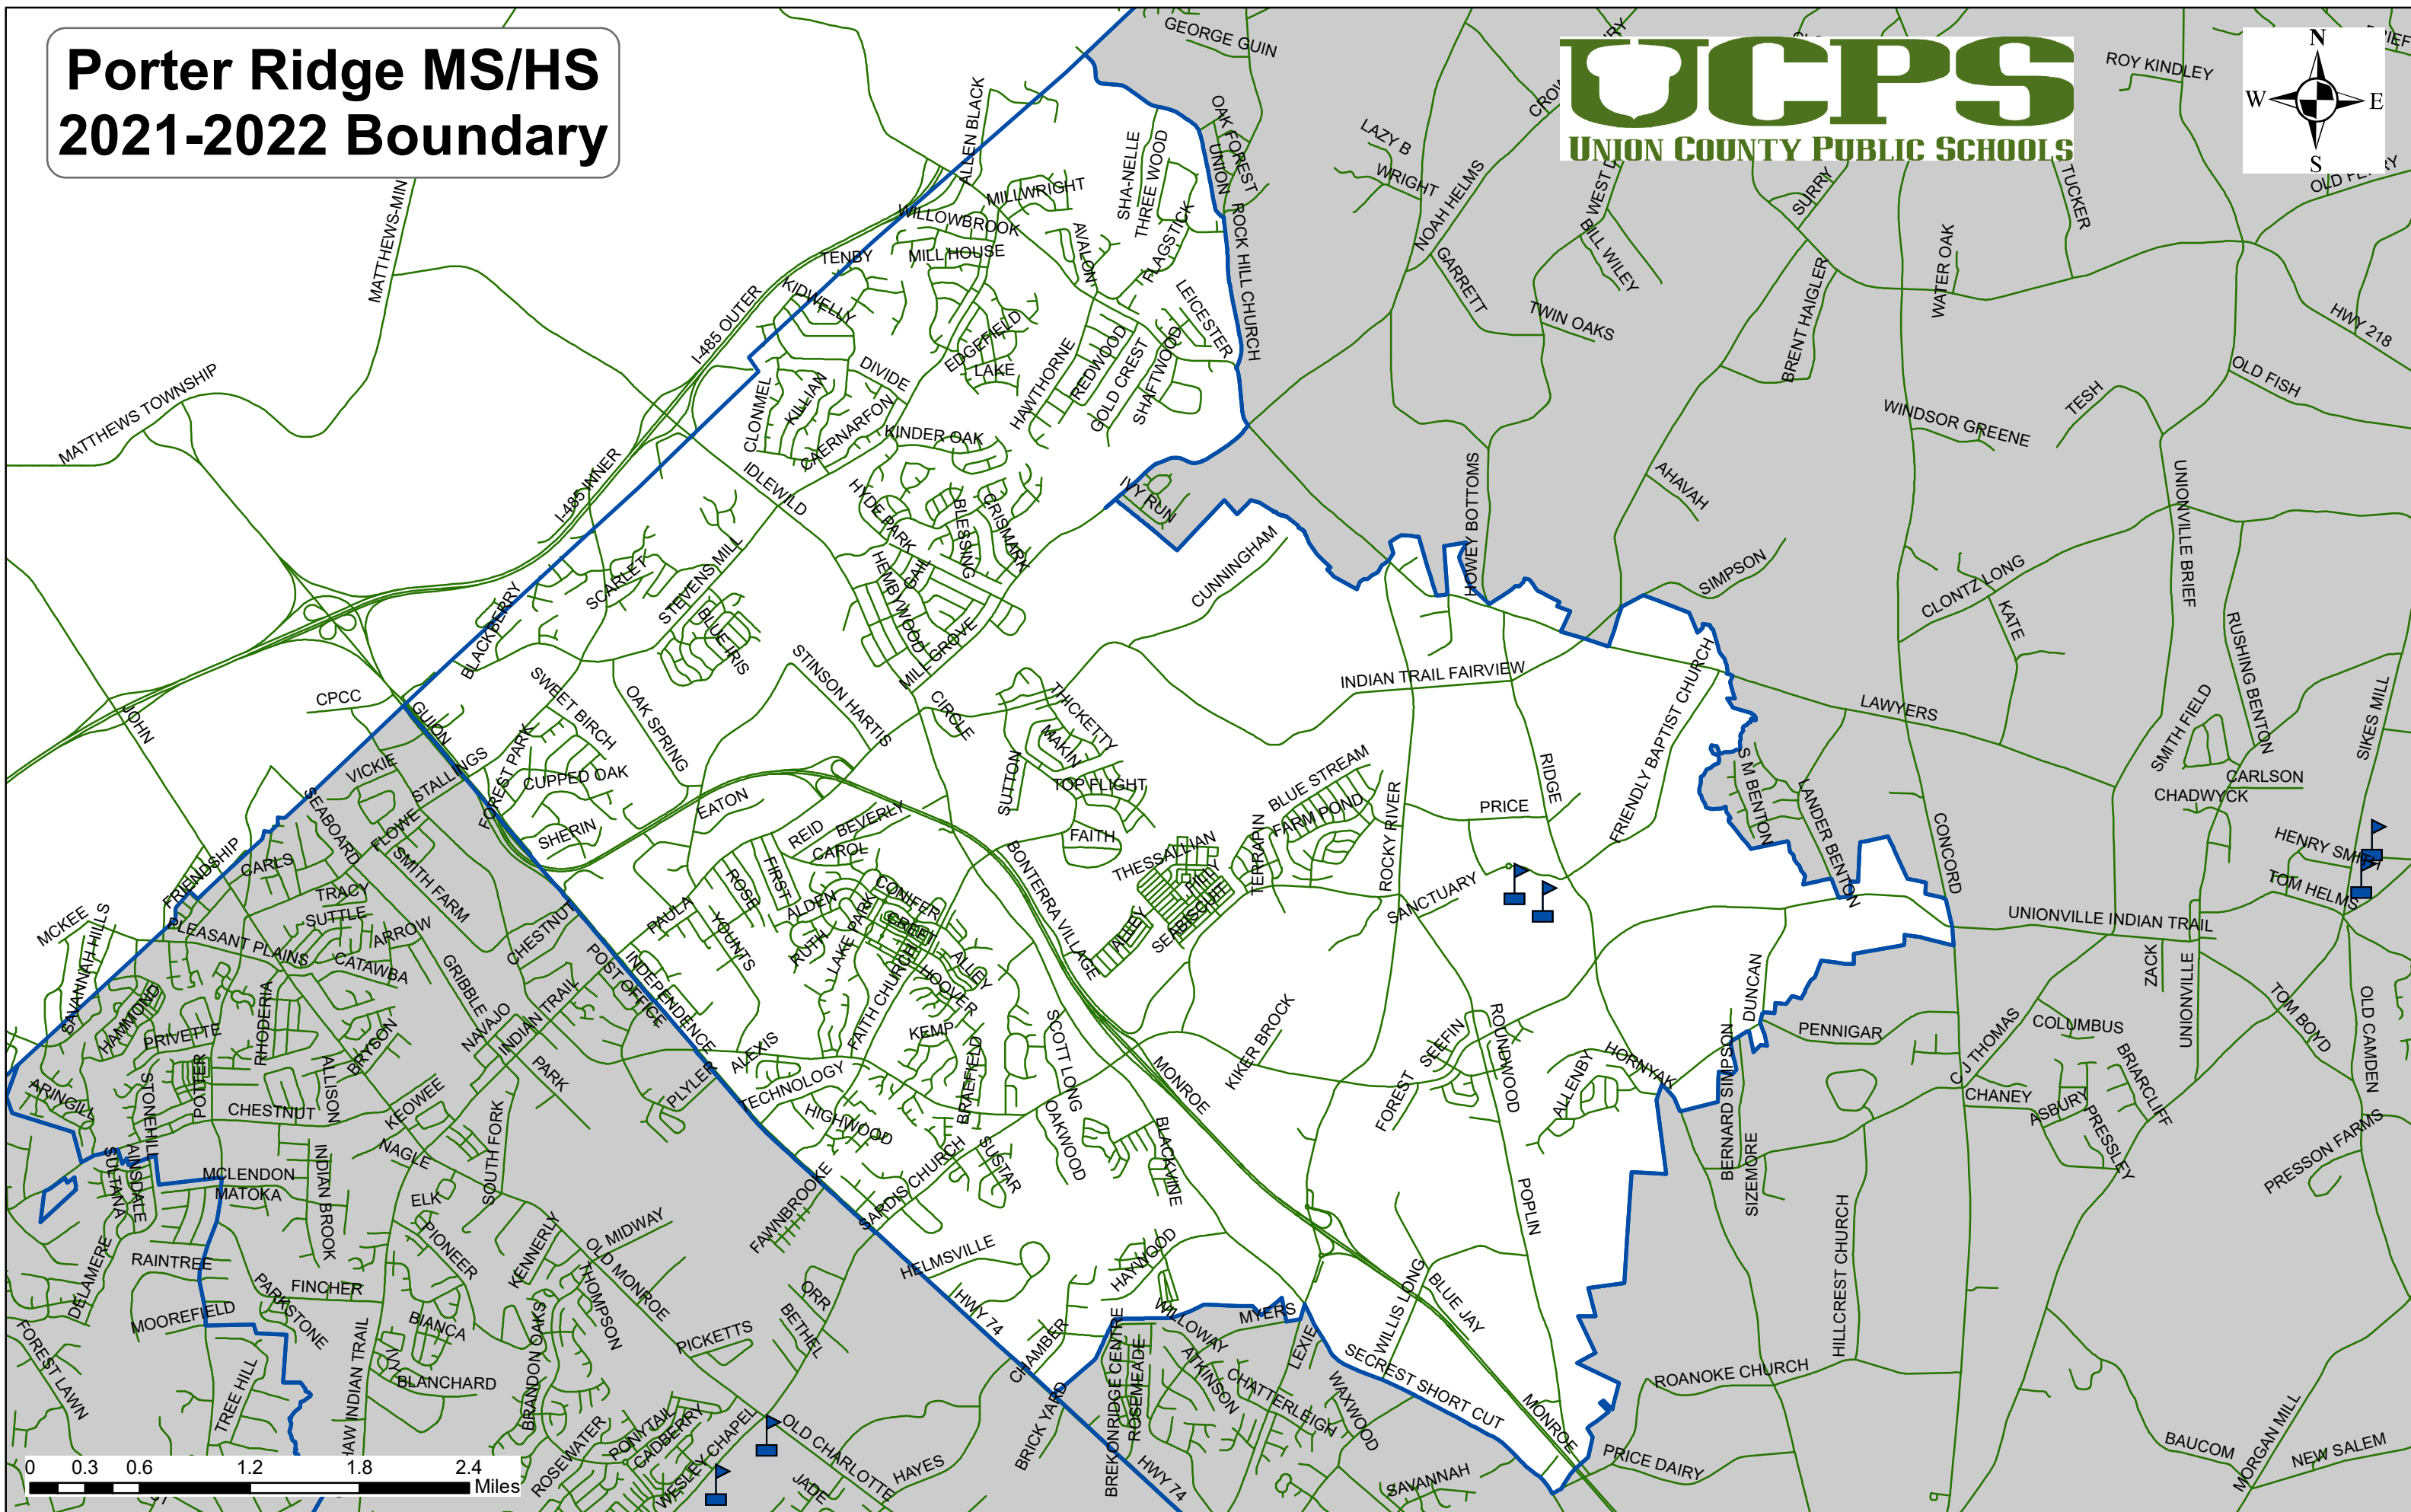 Porter Ridge MS/HS
2021-2022 Boundary
UCPS
UNION COUNTY PUBLIC SCHOOLS
N
W
E
S
GEORGE GUIN
ROY KINDLEY
ALLEN BLACK
OAK FOREST
UNION
LAZY B
WRIGHT
NOAH HELMS
SURRY
TUCKER
MILLWRIGHT
SHA-NELLE
THREE WOOD
WILLOWBROOK
ROCK HILL CHURCH
BILL WILEY
GARRETT
TENBY
MILL HOUSE
AVALON
FLAGSTICK
WATER OAK
BRENT HAIGLER
KIDWELLY
LEICESTER
TWIN OAKS
HWY 218
I-485 OUTER
EDGEFIELD
LAKE
DIVIDE
HAWTHORNE
REDWOOD
GOLD CREST
SHAFTWOOD
OLD FISH
MATTHEWS TOWNSHIP
CLONMEL
KILLIAN
CAERNARFON
KINDER OAK
WINDSOR GREENE
TESH
I-485 INNER
IDLEWILD
IVY RUN
HOWEY BOTTOMS
AHAVAH
UNIONVILLE BRIEF
HYDE PARK
BLESSING
CRISMARK
SCARLET
STEVENS MILL
GAIL
HEMBYWOOD
CUNNINGHAM
SIMPSON
CLONTZ LONG
KATE
BLACKBERRY
BLUE IRIS
MILL GROVE
RUSHING BENTON
CPCC
JOHN
GUION
SWEET BIRCH
OAK SPRING
STINSON HARTIS
CIRCLE
THICKETTY
INDIAN TRAIL FAIRVIEW
FRIENDLY BAPTIST CHURCH
LAWYERS
SMITH FIELD
SIKES MILL
VICKIE
STALLINGS
FOREST PARK
CUPPED OAK
MAKIN
SUTTON
TOP FLIGHT
BLUE STREAM
FARM POND
RIDGE
PRICE
S M BENTON
LANDER BENTON
CARLSON
CHADWYCK
SEABOARD
FLOWE
SHERIN
EATON
REID
BEVERLY
CAROL
FAITH
THESSALLIAN
TERRAPIN
ROCKY RIVER
CONCORD
HENRY SMITH
TOM HELMS
FRIENDSHIP
CARLS
SMITH FARM
FIRST
ROSE
CONIFER
BONTERRA VILLAGE
SEABISCUIT
SANCTUARY
UNIONVILLE INDIAN TRAIL
MCKEE
SAVANNAH HILLS
TRACY
SUTTLE
ARROW
CHESTNUT
PAULA
ALDEN
CREET
ALLEY
PLEASANT PLAINS
CATAWBA
POST OFFICE
YOUNTS
RUTH
LAKE PARK
ALLEY
ZACK
UNIONVILLE
HAMMOND
PRIVETTE
RHODERIA
GRIBBLE
NAVAJO
INDIAN TRAIL
INDEPENDENCE
FAITH CHURCH
HOOVER
KEMP
SCOTT LONG
KIKER BROCK
DUNCAN
TOM BOYD
OLD CAMDEN
ALLISON
BRYSON
PARK
PLYLER
ALEXIS
TECHNOLOGY
BRAEFIELD
MONROE
SEEFIN
ROUNDWOOD
HORNYAK
PENNIGAR
COLUMBUS
C J THOMAS
BRIARCLIFF
ARINGILL
STONEHILL
POTTER
CHESTNUT
KEOWEE
HIGHWOOD
OAKWOOD
FOREST
ALLENBY
BERNARD SIMPSON
CHANEY
ASBURY
PRESSLEY
SULTANA
AINSDALE
MCLENDON
MATOKA
INDIAN BROOK
NAGLE
SOUTH FORK
FAWNBROOKE
SARDIS CHURCH
SUSTAR
BLACKVINE
POPLIN
SIZEMORE
PRESSON FARMS
ELK
PIONEER
OLD MIDWAY
DELAMERE
RAINTREE
FINCHER
KENNERLY
OLD MONROE
HELMSVILLE
HAYWOOD
HILLCREST CHURCH
PARKSTONE
MOOREFIELD
BIANCA
THOMPSON
ORR
BETHEL
HWY 74
WILLOWAY
MYERS
WILLIS LONG
BLUE JAY
FOREST LAWN
TREE HILL
IVY
BLANCHARD
BRANDON OAKS
PICKETTS
CHAMBER
BREKONRIDGE CENTRE
ROSEMEADE
ATKINSON
LEXIE
SECREST SHORT CUT
ROANOKE CHURCH
CHATTERLEIGH
WAXWOOD
ROSEWATER
PONYTAIL
CADBERRY
WESLEY CHAPEL
OLD CHARLOTTE
JADE
HAYES
BRICK YARD
HWY 74
SAVANNAH
MONROE
PRICE DAIRY
BAUCOM
MORGAN MILL
NEW SALEM
0 0.3 0.6 1.2 1.8 2.4
Miles